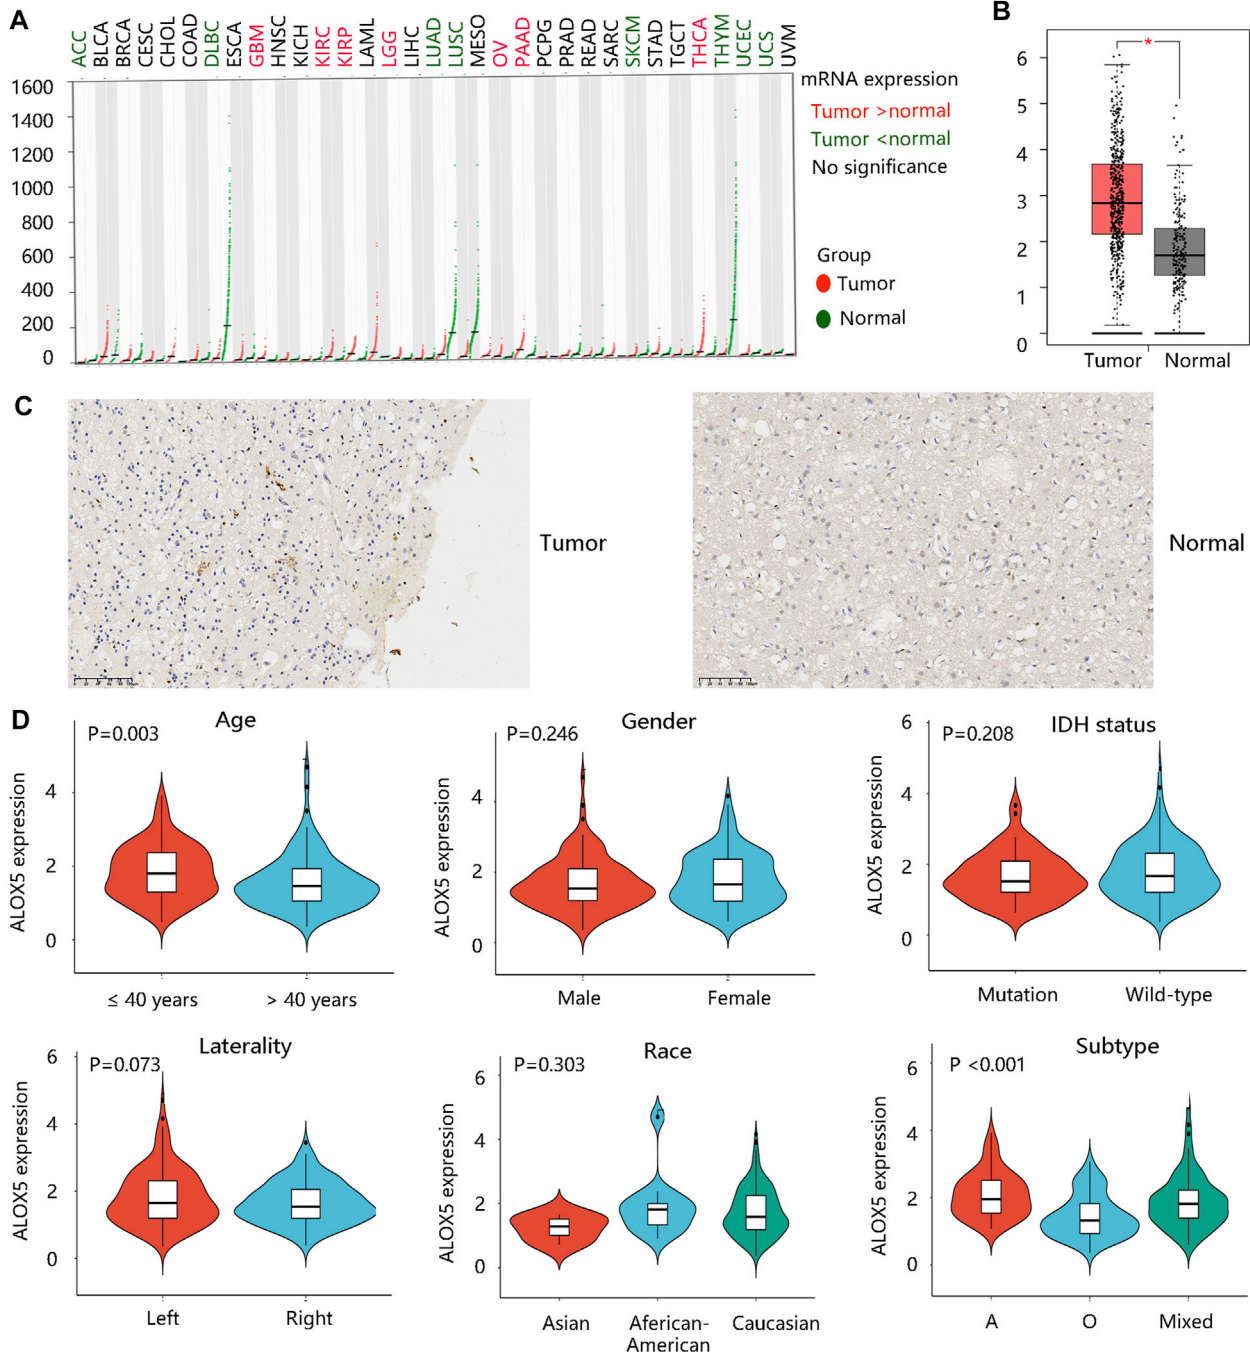 A
ACC
BLCA
BRCA
CESC
CHOL
COAD
DLBC
ESCA
GBM
HNSC
KICH
KIRC
KIRP
LAML
LGG
LIHC
LUAD
LUSC
MESO
OV
PAAD
PCPG
PRAD
READ
SARC
SKCM
STAD
TGCT
THCA
THYM
UCEC
UCS
UVM
1600
1400
1200
1000
800
600
400
200
0
mRNA expression
Tumor >normal
Tumor <normal
No significance
Group
Tumor
Normal
B
*
6
5
4
3
2
1
0
Tumor Normal
C
Tumor
Normal
D
Age
P=0.003
ALOX5 expression
4
2
0
≤ 40 years > 40 years
Gender
P=0.246
ALOX5 expression
4
2
0
Male Female
IDH status
P=0.208
ALOX5 expression
6
4
2
0
Mutation Wild-type
Laterality
P=0.073
ALOX5 expression
6
4
2
0
Left Right
Race
P=0.303
ALOX5 expression
6
4
2
0
Asian Aferican-
American Caucasian
Subtype
P <0.001
ALOX5 expression
6
4
2
0
A O Mixed